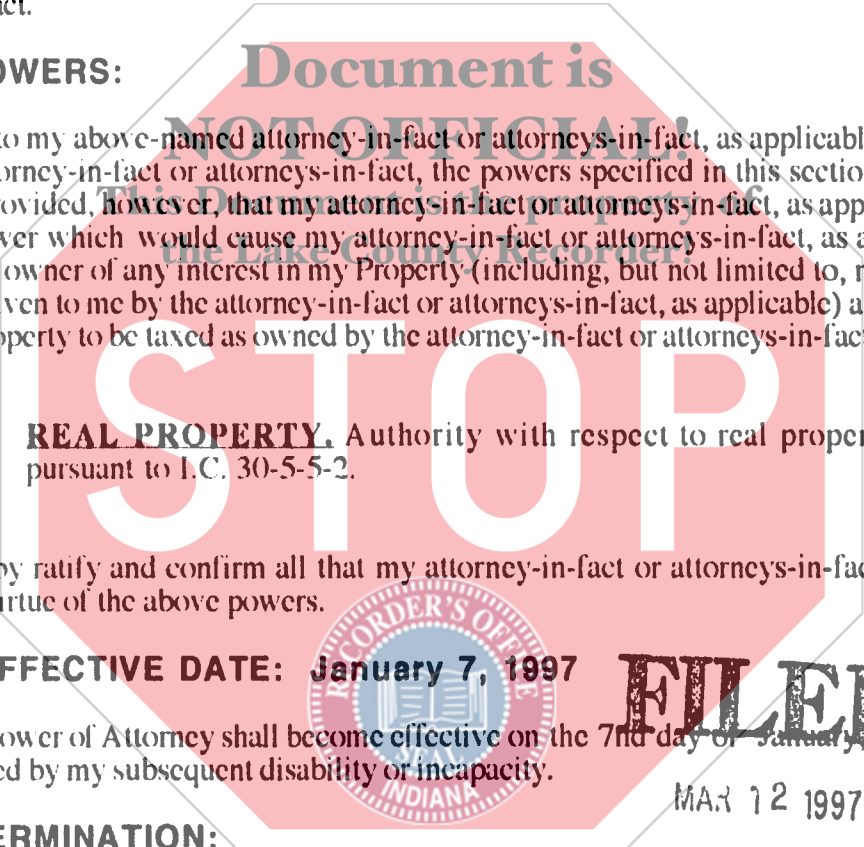 act.
OWERS:
Document is
to my above-named attorney-in-fact or attorneys-in-fact, as applicabl
NOT OFFICIAL!
orney-in-fact or attorneys-in-fact, the powers specified in this sectio
This Document is the property of
ovided, however, that my attorney-in-fact or attorneys-in-fact, as app
ver which would cause my attorney-in-fact or attorneys-in-fact, as a
the Lake County Recorder!
owner of any interest in my Property (including, but not limited to,
ven to me by the attorney-in-fact or attorneys-in-fact, as applicable) a
operty to be taxed as owned by the attorney-in-fact or attorneys-in-fac
STOP
REAL PROPERTY. Authority with respect to real proper
pursuant to I.C. 30-5-5-2.
by ratify and confirm all that my attorney-in-fact or attorneys-in-fac
irtue of the above powers.
RECORDER'S OFFICE
SEAL
INDIANA
FFECTIVE DATE: January 7, 1997
FILE
ower of Attorney shall become effective on the 7nd day of January
ed by my subsequent disability or incapacity.
MAR 12 1997
ERMINATION: